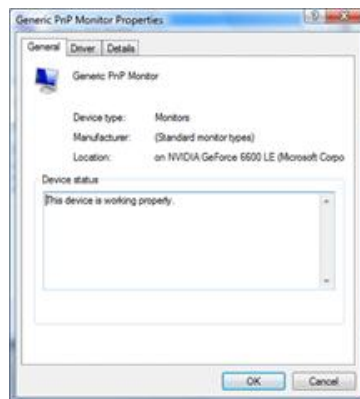 Generic PnP Monitor Properties
General Driver Details
Generic PnP Monitor
Device type: Monitors
Manufacturer: (Standard monitor types)
Location: on NVIDIA GeForce 6600 LE (Microsoft Corpo
Device status
This device is working properly.
OK Cancel